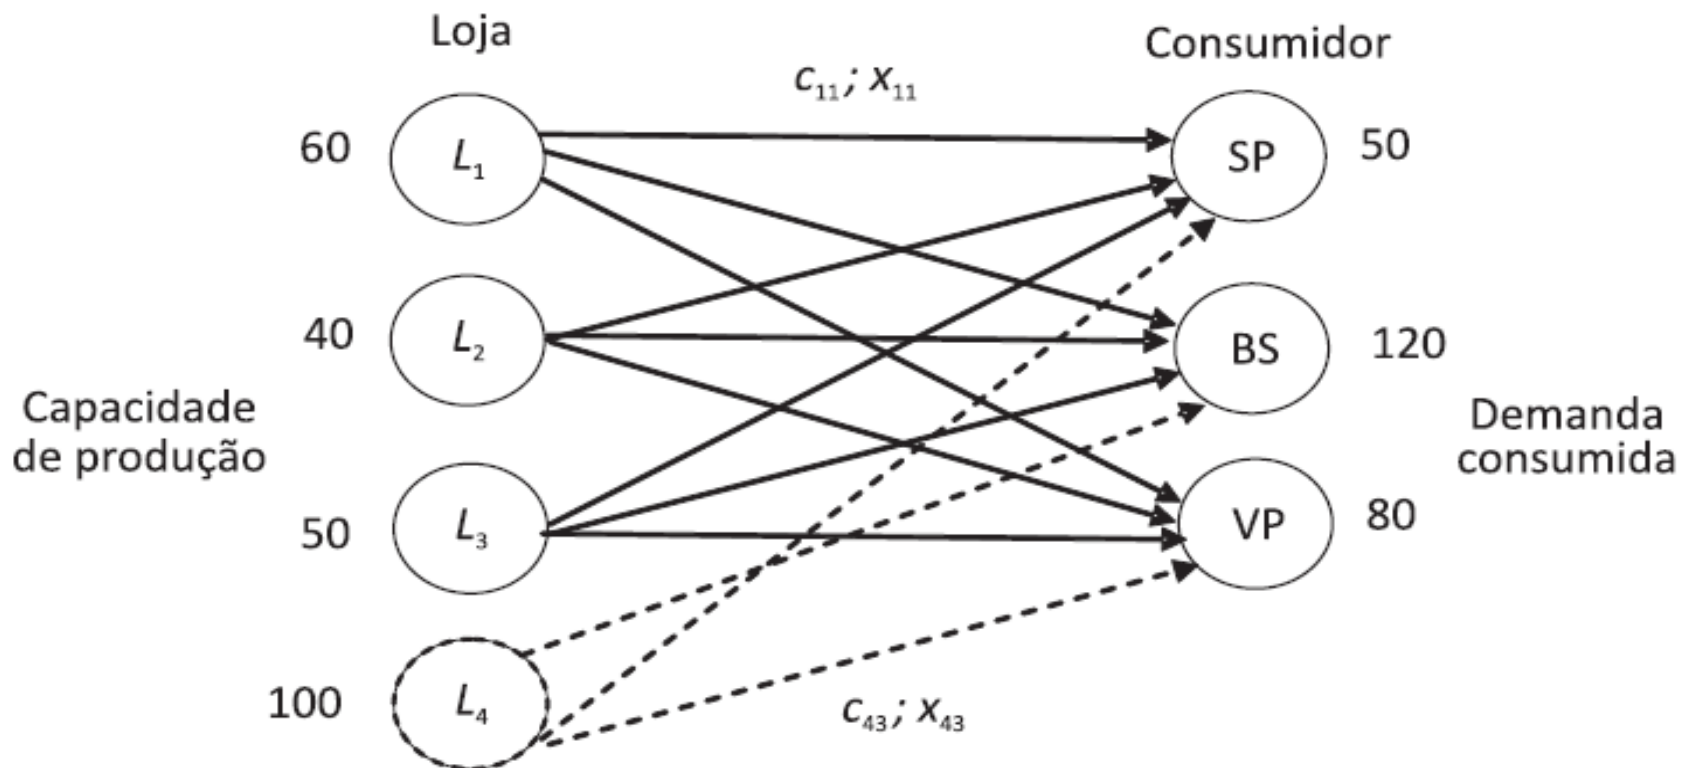 Loja
Consumidor
c₁₁; x₁₁
60
L₁
SP
50
40
L₂
BS
120
Capacidade
de produção
Demanda
consumida
50
L₃
VP
80
100
L₄
c₄₃; x₄₃